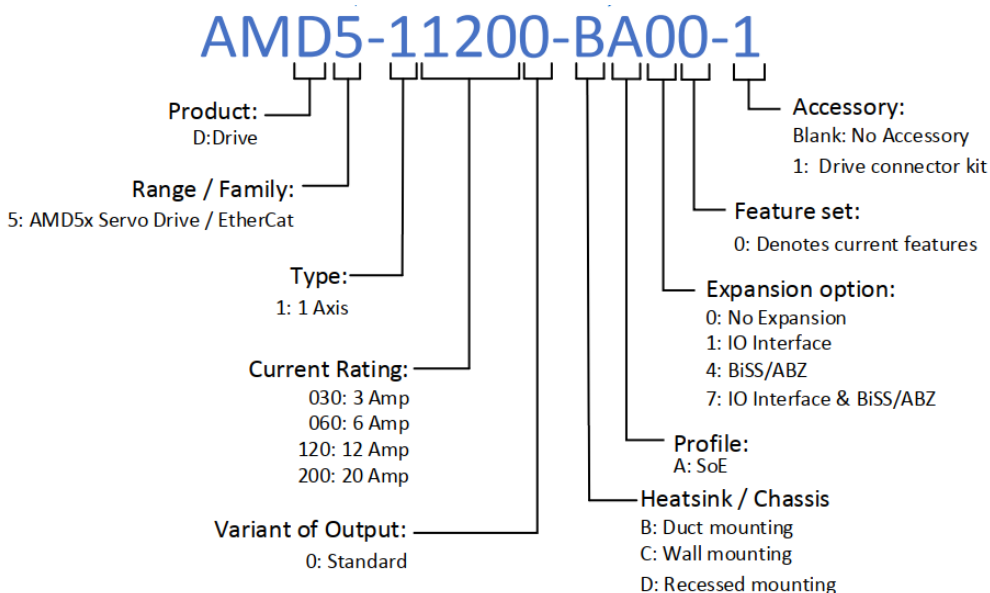 AMD5-11200-BA00-1
Product:
D:Drive
Range / Family:
5: AMD5x Servo Drive / EtherCat
Type:
1: 1 Axis
Current Rating:
030: 3 Amp
060: 6 Amp
120: 12 Amp
200: 20 Amp
Variant of Output:
0: Standard
Accessory:
Blank: No Accessory
1: Drive connector kit
Feature set:
0: Denotes current features
Expansion option:
0: No Expansion
1: IO Interface
4: BiSS/ABZ
7: IO Interface & BiSS/ABZ
Profile:
A: SoE
Heatsink / Chassis
B: Duct mounting
C: Wall mounting
D: Recessed mounting